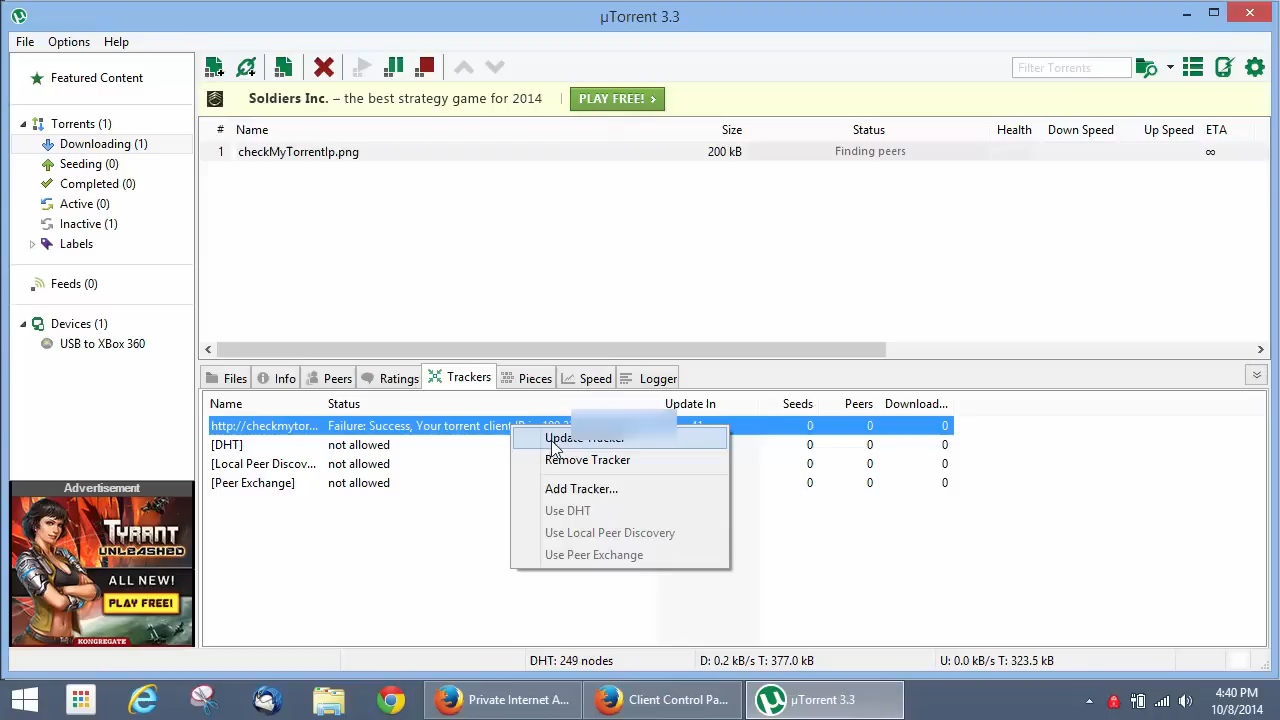 µTorrent 3.3
File Options Help
Featured Content
Soldiers Inc. – the best strategy game for 2014 PLAY FREE!
Filter Torrents
Torrents (1)
Downloading (1)
Seeding (0)
Completed (0)
Active (0)
Inactive (1)
Labels
Feeds (0)
Devices (1)
USB to XBox 360
# Name Size Status Health Down Speed Up Speed ETA
1 checkMyTorrentIp.png 200 kB Finding peers ∞
Files Info Peers Ratings Trackers Pieces Speed Logger
Name Status Update In Seeds Peers Download...
http://checkmytor... Failure: Success, Your torrent client 0 0 0
[DHT] not allowed 0 0 0
[Local Peer Discov... not allowed 0 0 0
[Peer Exchange] not allowed 0 0 0
Update Tracker
Remove Tracker
Add Tracker...
Use DHT
Use Local Peer Discovery
Use Peer Exchange
Advertisement
TYRANT
UNLEASHED
ALL NEW!
PLAY FREE!
KONGREGATE
DHT: 249 nodes D: 0.2 kB/s T: 377.0 kB U: 0.0 kB/s T: 323.5 kB
Private Internet A... Client Control Pa... µTorrent 3.3
4:40 PM
10/8/2014